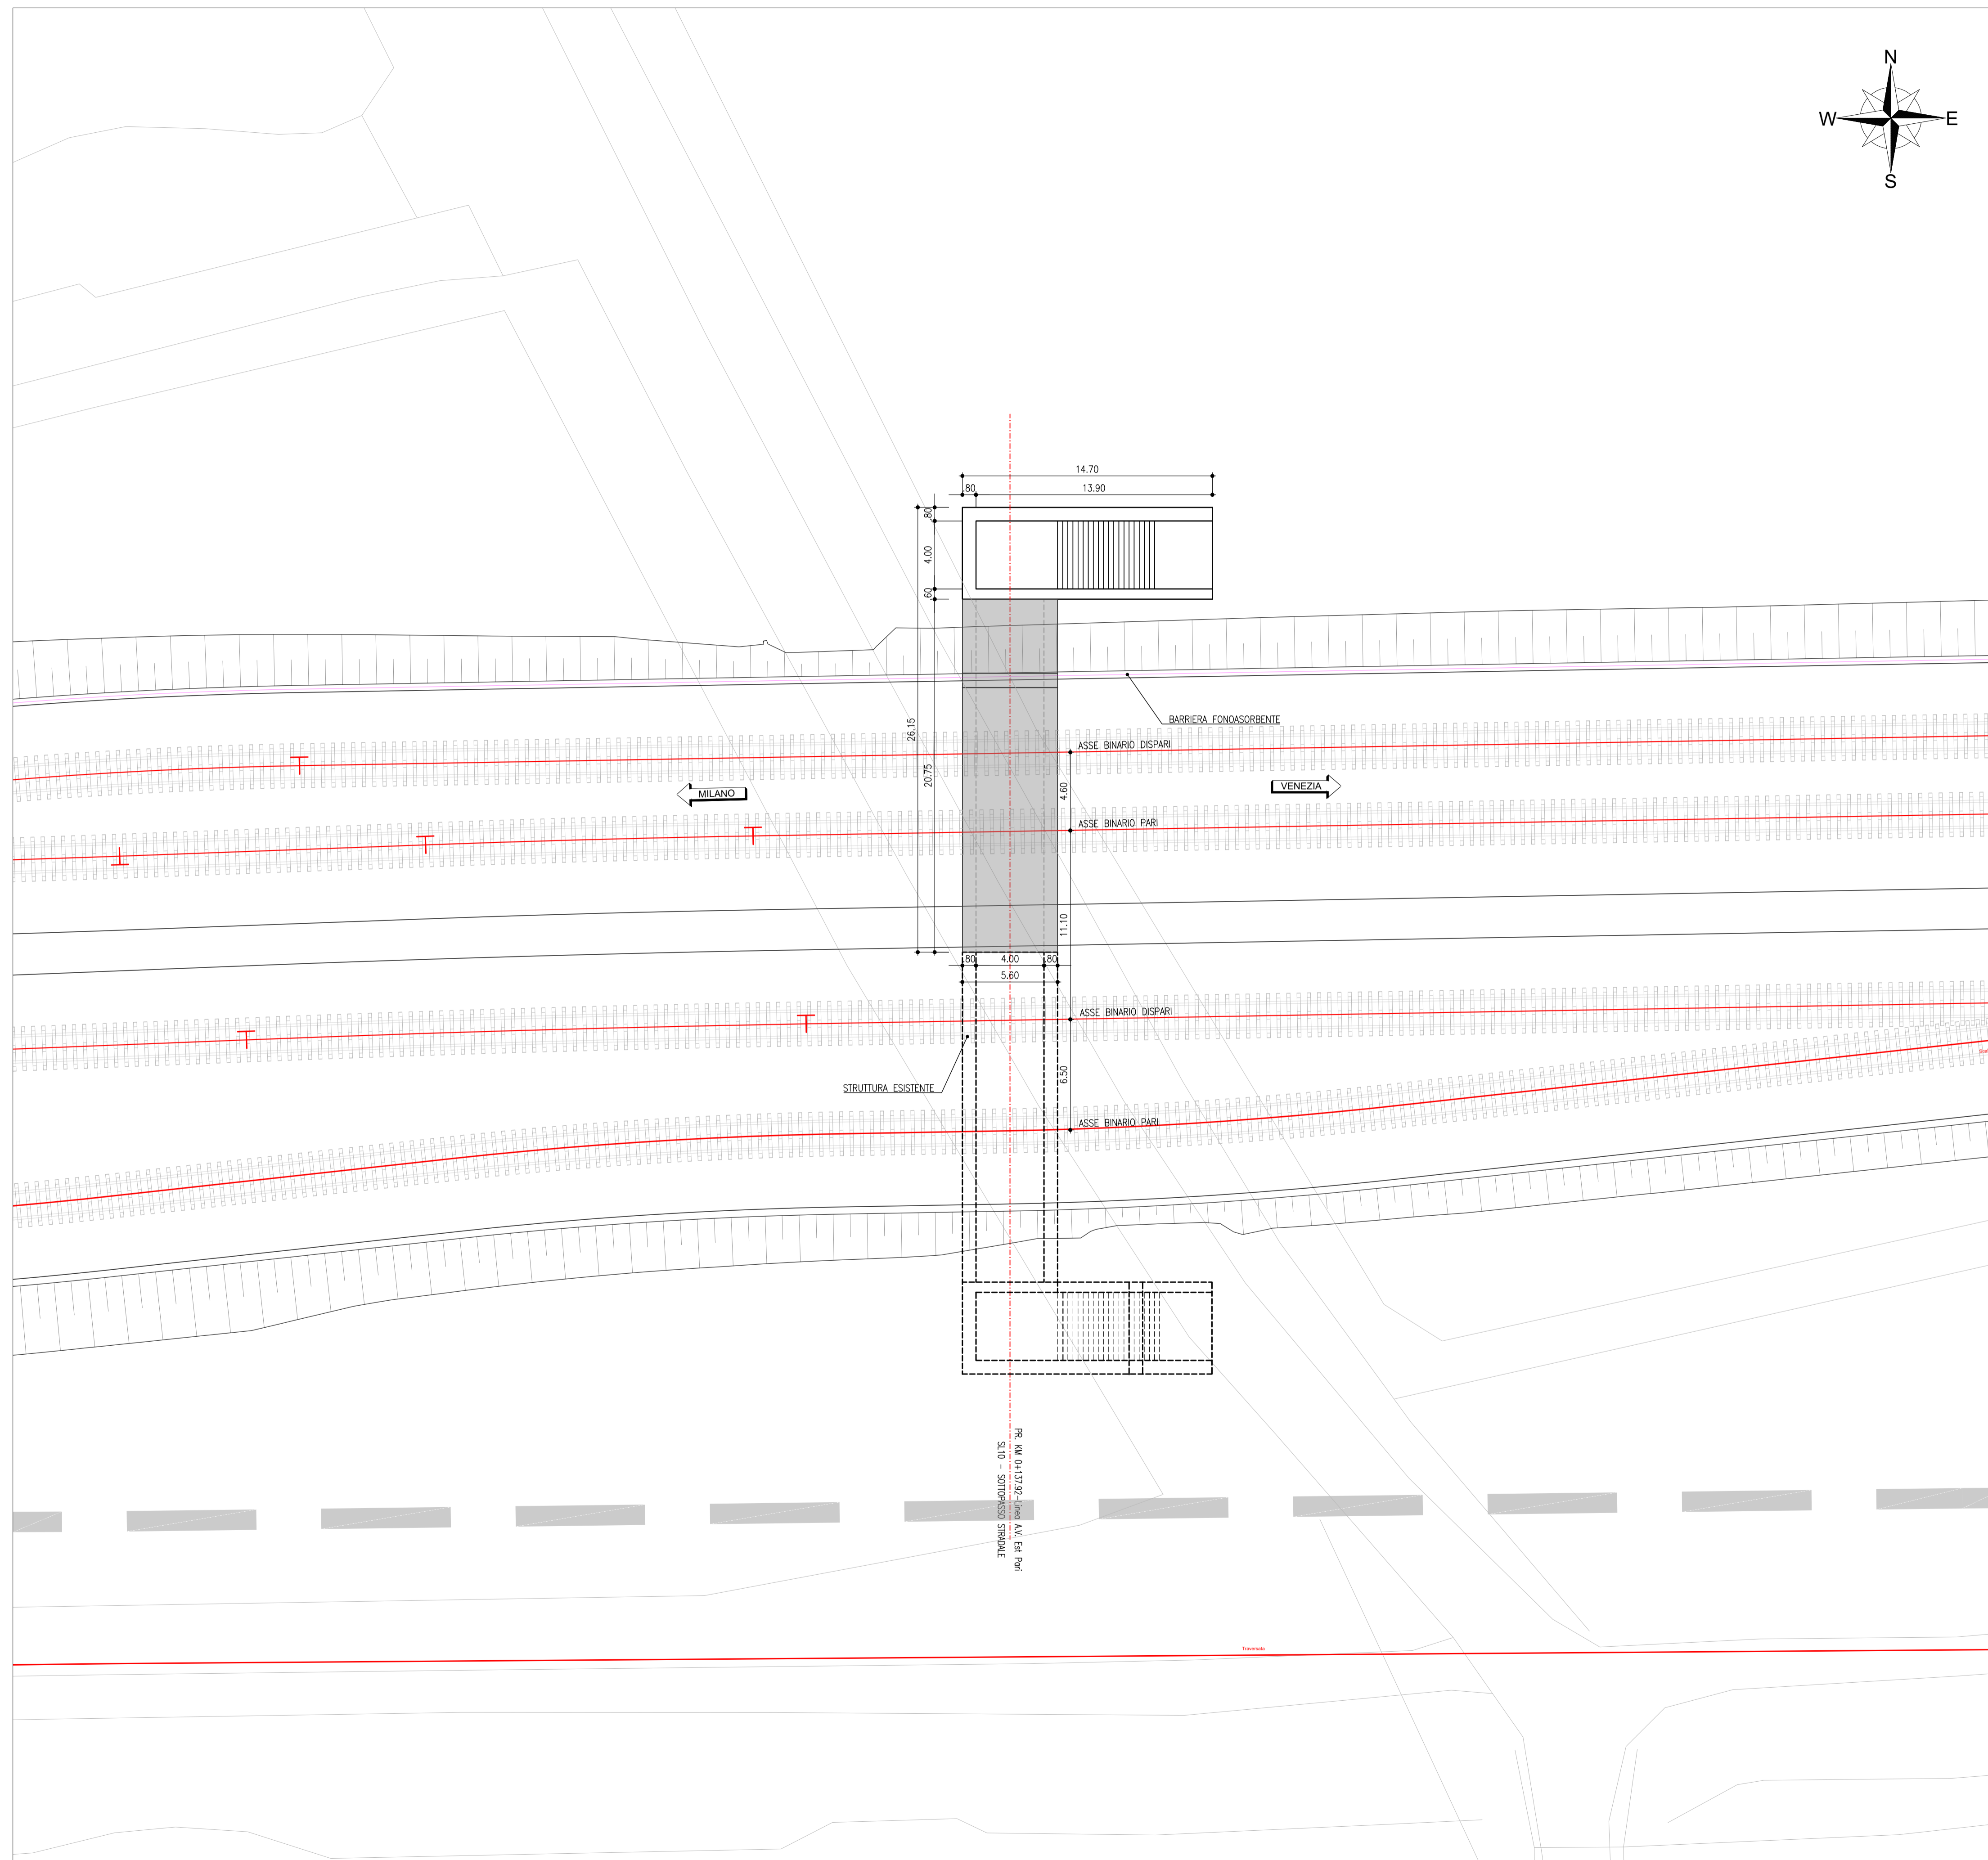 N
W E
S
14.70
.80 13.90
.80
4.00
.60
26.15
20.75
BARRIERA FONOASORBENTE
ASSE BINARIO DISPARI
MILANO
VENEZIA
4.60
ASSE BINARIO PARI
11.10
.80 4.00 .80
5.60
ASSE BINARIO DISPARI
STRUTTURA ESISTENTE
6.50
ASSE BINARIO PARI
PR. KM 0+137.92-Linea A.V. Est Pari
SL10 - SOTTOPASSO STRADALE
Traversata